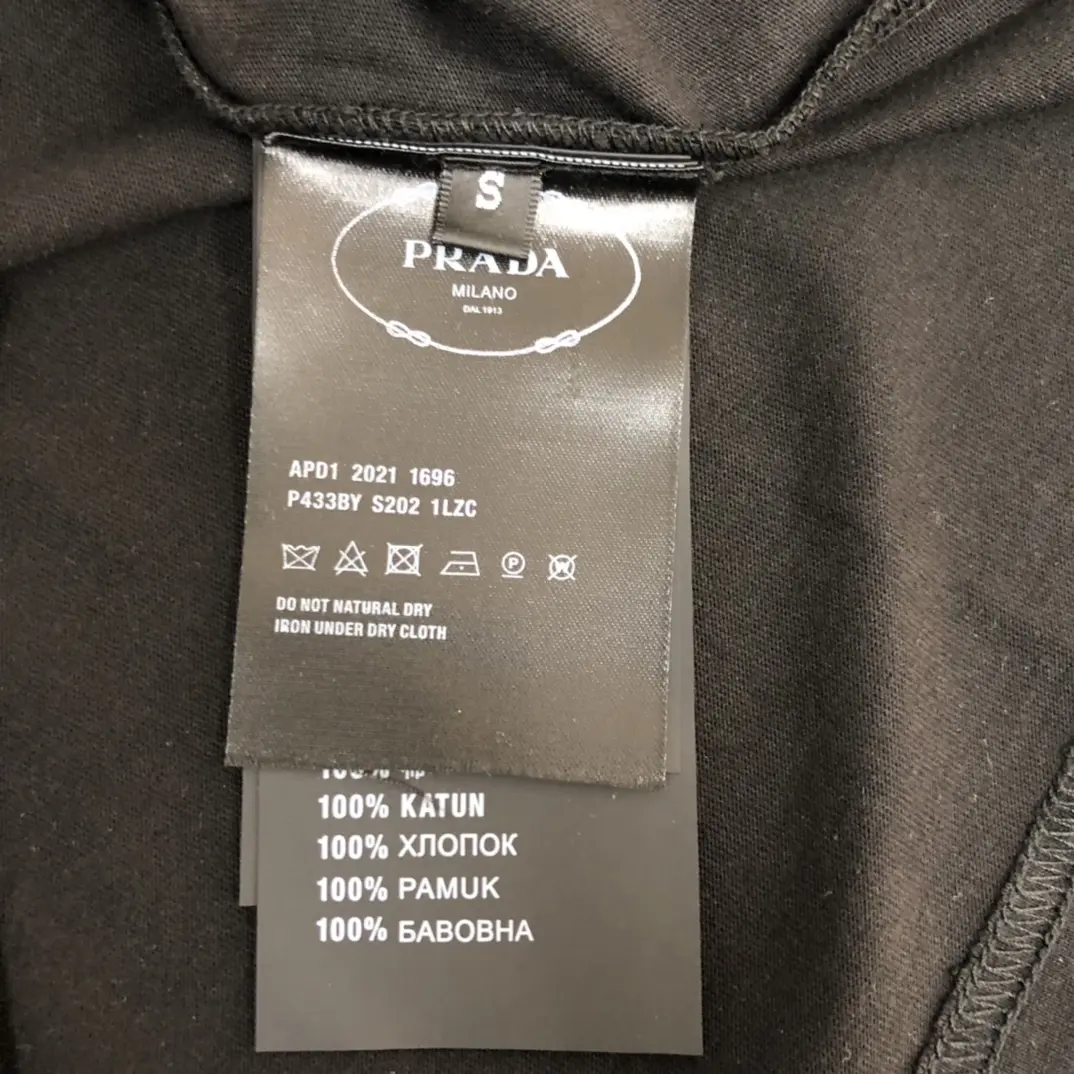 S
PRADA
MILANO
DAL 1913
APD1 2021 1696
P433BY S202 1LZC
P
W
DO NOT NATURAL DRY
IRON UNDER DRY CLOTH
100%
100% KATUN
100% ХЛОПОК
100% PAMUK
100% БАВОВНА